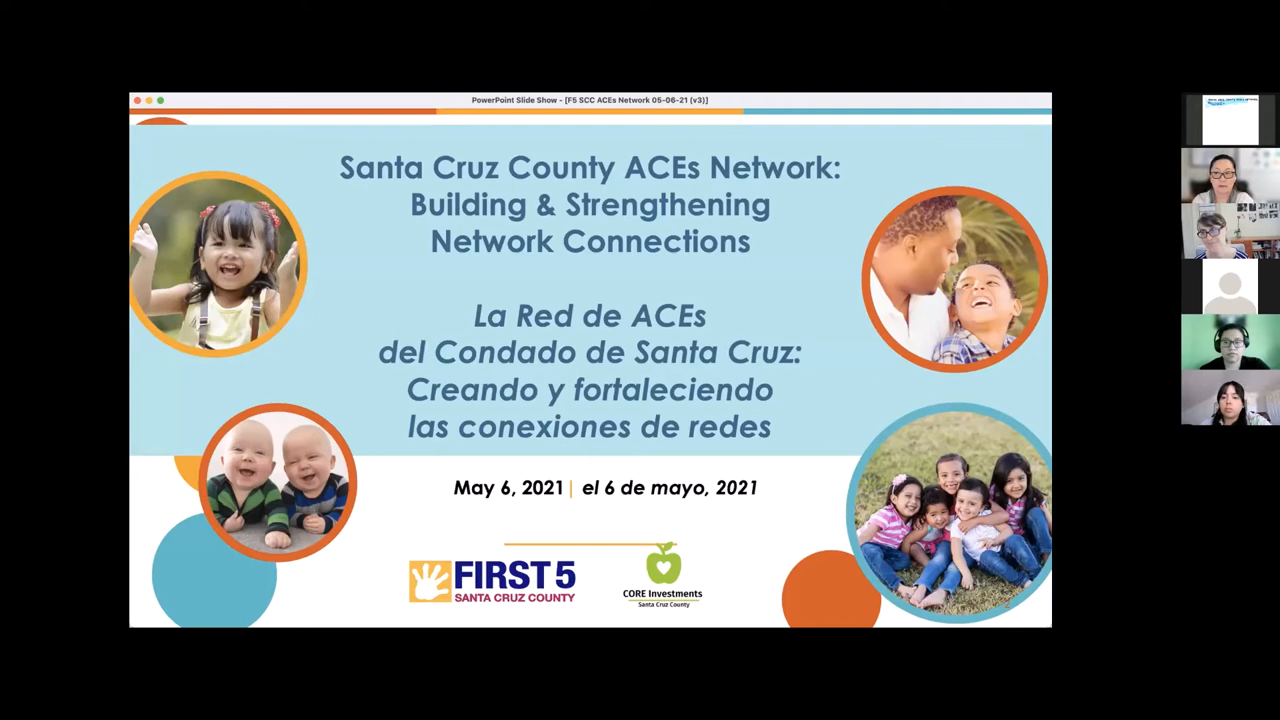 PowerPoint Slide Show - [F5 SCC ACEs Network 05-06-21 (v3)]
Santa Cruz County ACEs Network:
Building & Strengthening
Network Connections
La Red de ACEs
del Condado de Santa Cruz:
Creando y fortaleciendo
las conexiones de redes
May 6, 2021| el 6 de mayo, 2021
FIRST 5
SANTA CRUZ COUNTY
CORE Investments
Santa Cruz County